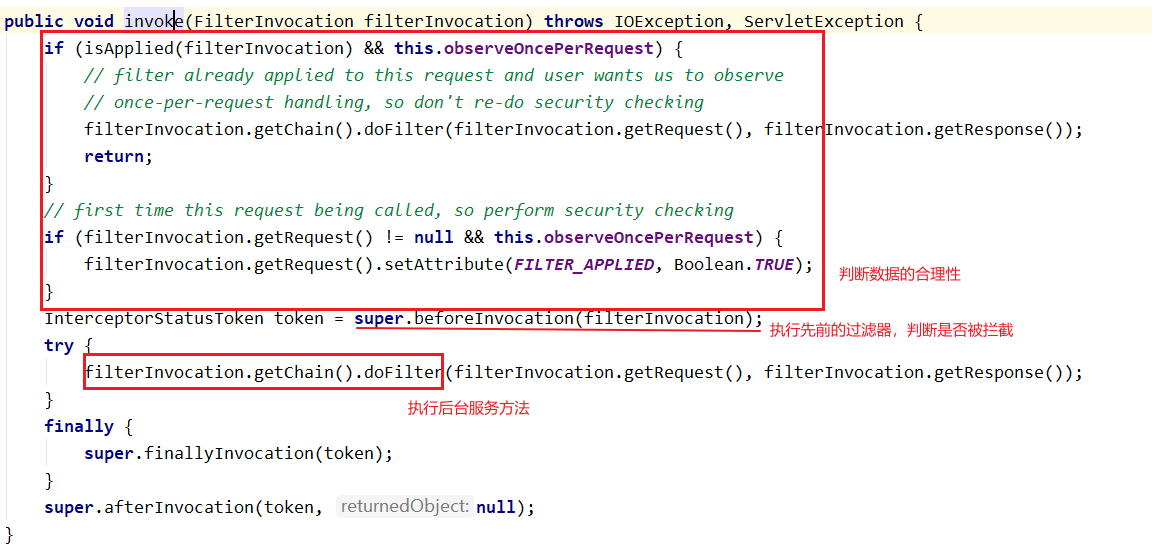 public void invoke(FilterInvocation filterInvocation) throws IOException, ServletException {
if (isApplied(filterInvocation) && this.observeOncePerRequest) {
// filter already applied to this request and user wants us to observe
// once-per-request handling, so don't re-do security checking
filterInvocation.getChain().doFilter(filterInvocation.getRequest(), filterInvocation.getResponse());
return;
}
// first time this request being called, so perform security checking
if (filterInvocation.getRequest() != null && this.observeOncePerRequest) {
filterInvocation.getRequest().setAttribute(FILTER_APPLIED, Boolean.TRUE);
判断数据的合理性
}
InterceptorStatusToken token = super.beforeInvocation(filterInvocation);
执行先前的过滤器，判断是否被拦截
try {
filterInvocation.getChain().doFilter(filterInvocation.getRequest(), filterInvocation.getResponse());
}
执行后台服务方法
finally {
super.finallyInvocation(token);
}
super.afterInvocation(token, returnedObject: null);
}